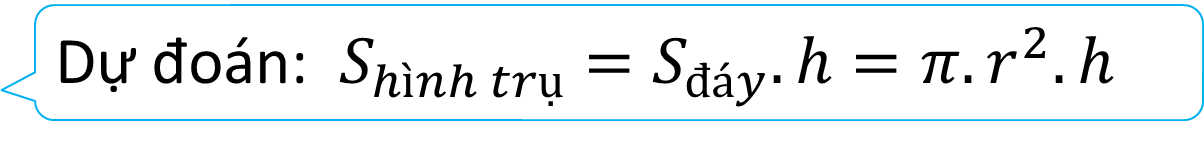 Dự đoán: S_{hình trụ} = S_{đáy}. h = π. r². h